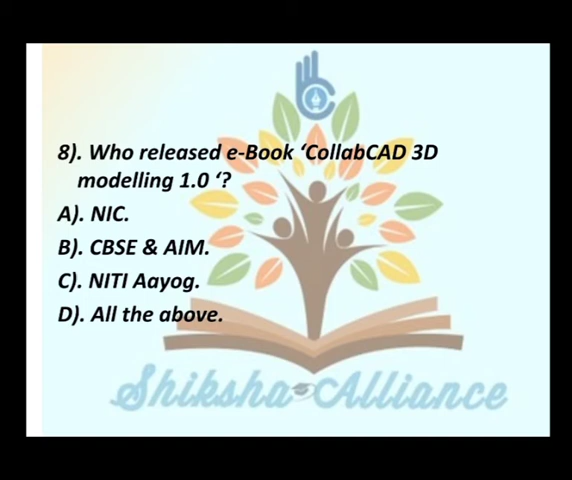 8). Who released e-Book ‘CollabCAD 3D
modelling 1.0 ‘?
A). NIC.
B). CBSE & AIM.
C). NITI Aayog.
D). All the above.
Shiksha Alliance